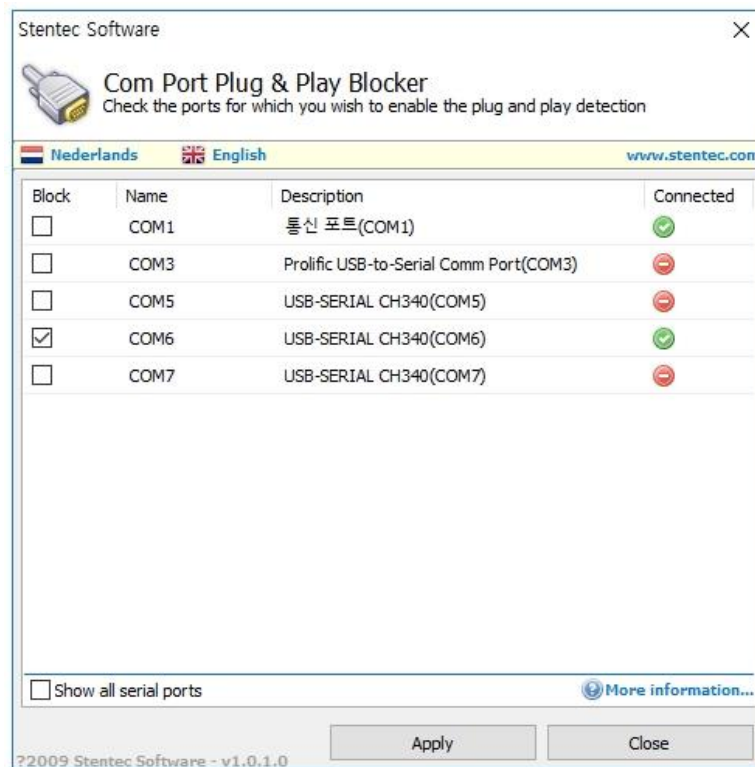 Stentec Software
Com Port Plug & Play Blocker
Check the ports for which you wish to enable the plug and play detection
Nederlands English www.stentec.com
Block Name Description Connected
COM1 통신 포트(COM1)
COM3 Prolific USB-to-Serial Comm Port(COM3)
COM5 USB-SERIAL CH340(COM5)
COM6 USB-SERIAL CH340(COM6)
COM7 USB-SERIAL CH340(COM7)
Show all serial ports More information...
Apply Close
?2009 Stentec Software - v1.0.1.0